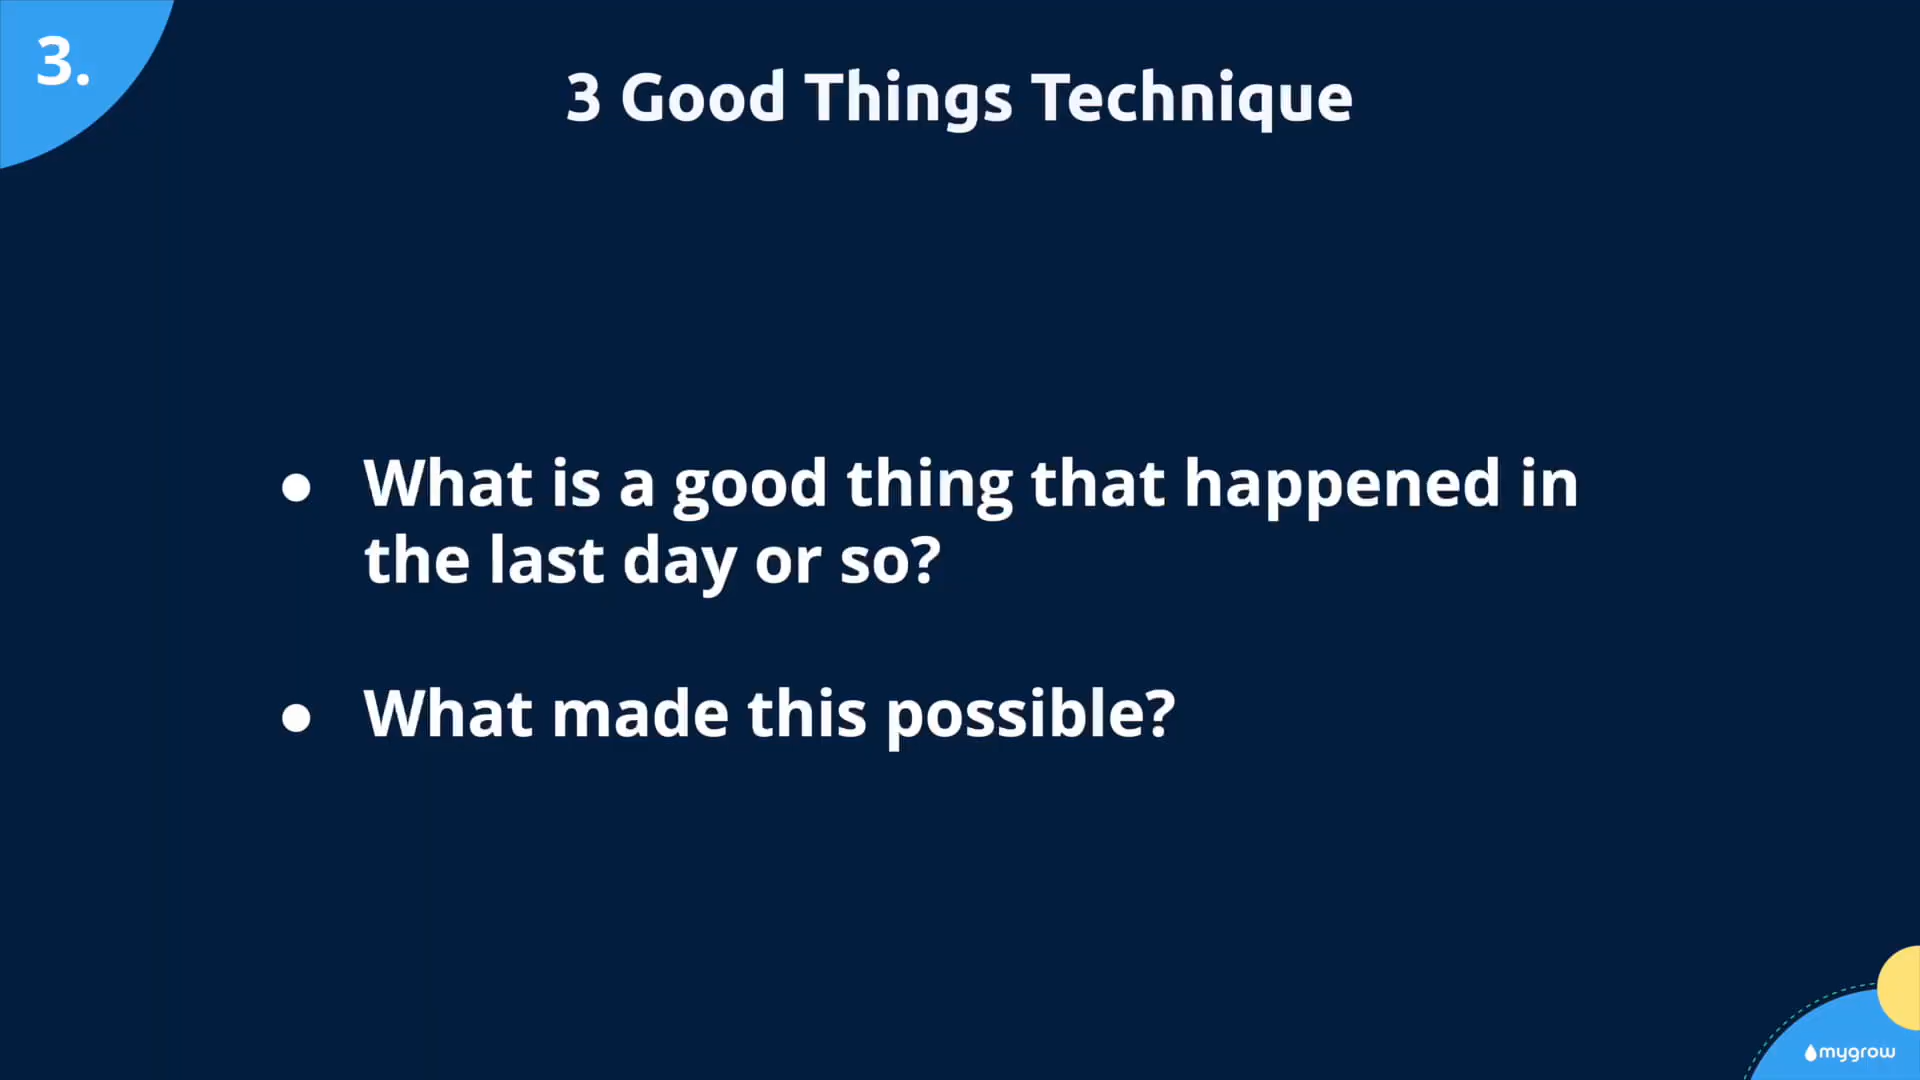 3.
3 Good Things Technique
● What is a good thing that happened in
the last day or so?
● What made this possible?
mygrow